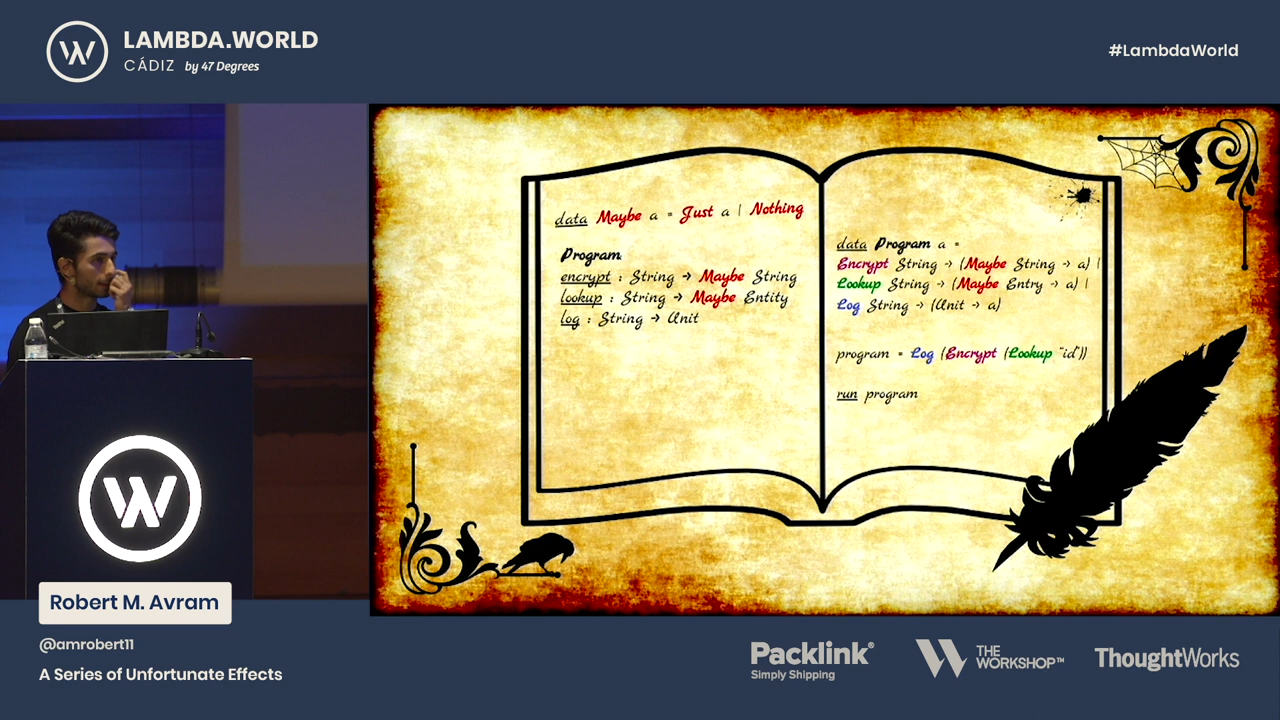 LAMBDA.WORLD
CÁDIZ by 47 Degrees
#LambdaWorld
data Maybe a = Just a | Nothing
Program
encrypt : String → Maybe String
lookup : String → Maybe Entity
log : String → Unit
data Program a =
Encrypt String → (Maybe String → a) |
Lookup String → (Maybe Entry → a) |
Log String → (Unit → a)
program = Log (Encrypt (Lookup "id"))
run program
W
Robert M. Avram
@amrobert11
A Series of Unfortunate Effects
Packlink®
Simply Shipping
THE
WORKSHOP™
ThoughtWorks